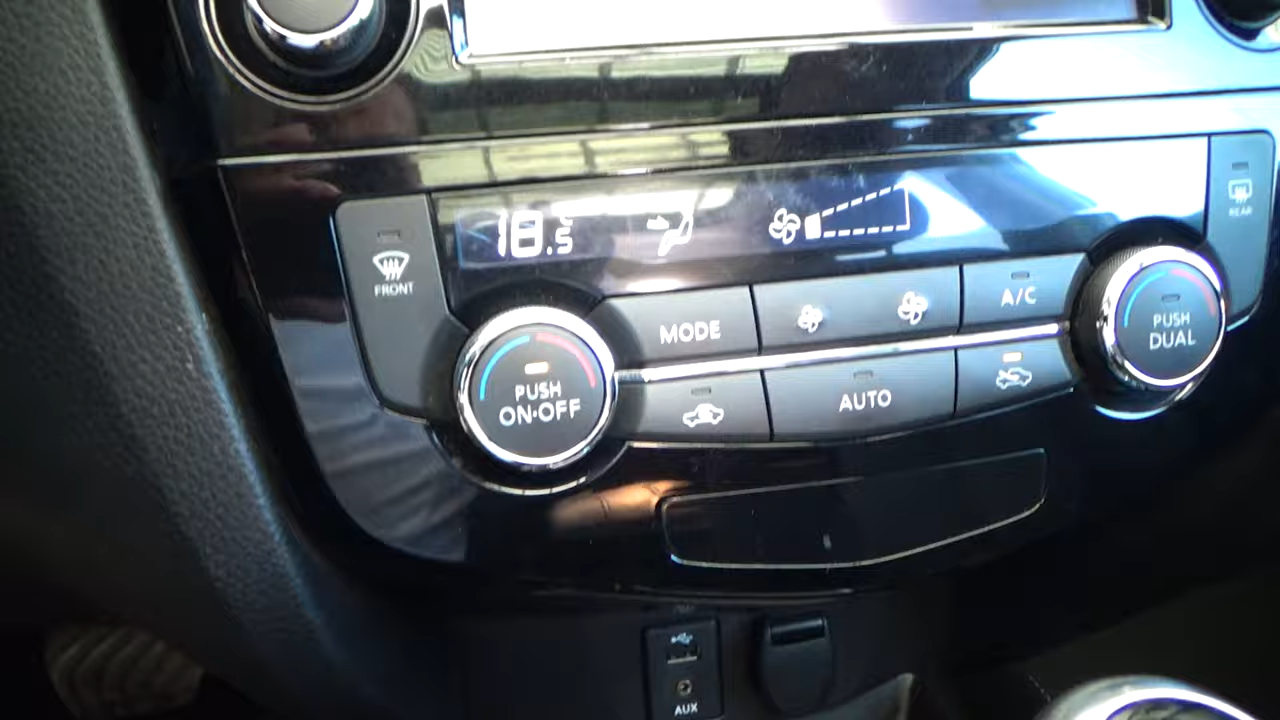 18.5
FRONT
REAR
MODE
A/C
PUSH
DUAL
PUSH
ON·OFF
AUTO
AUX